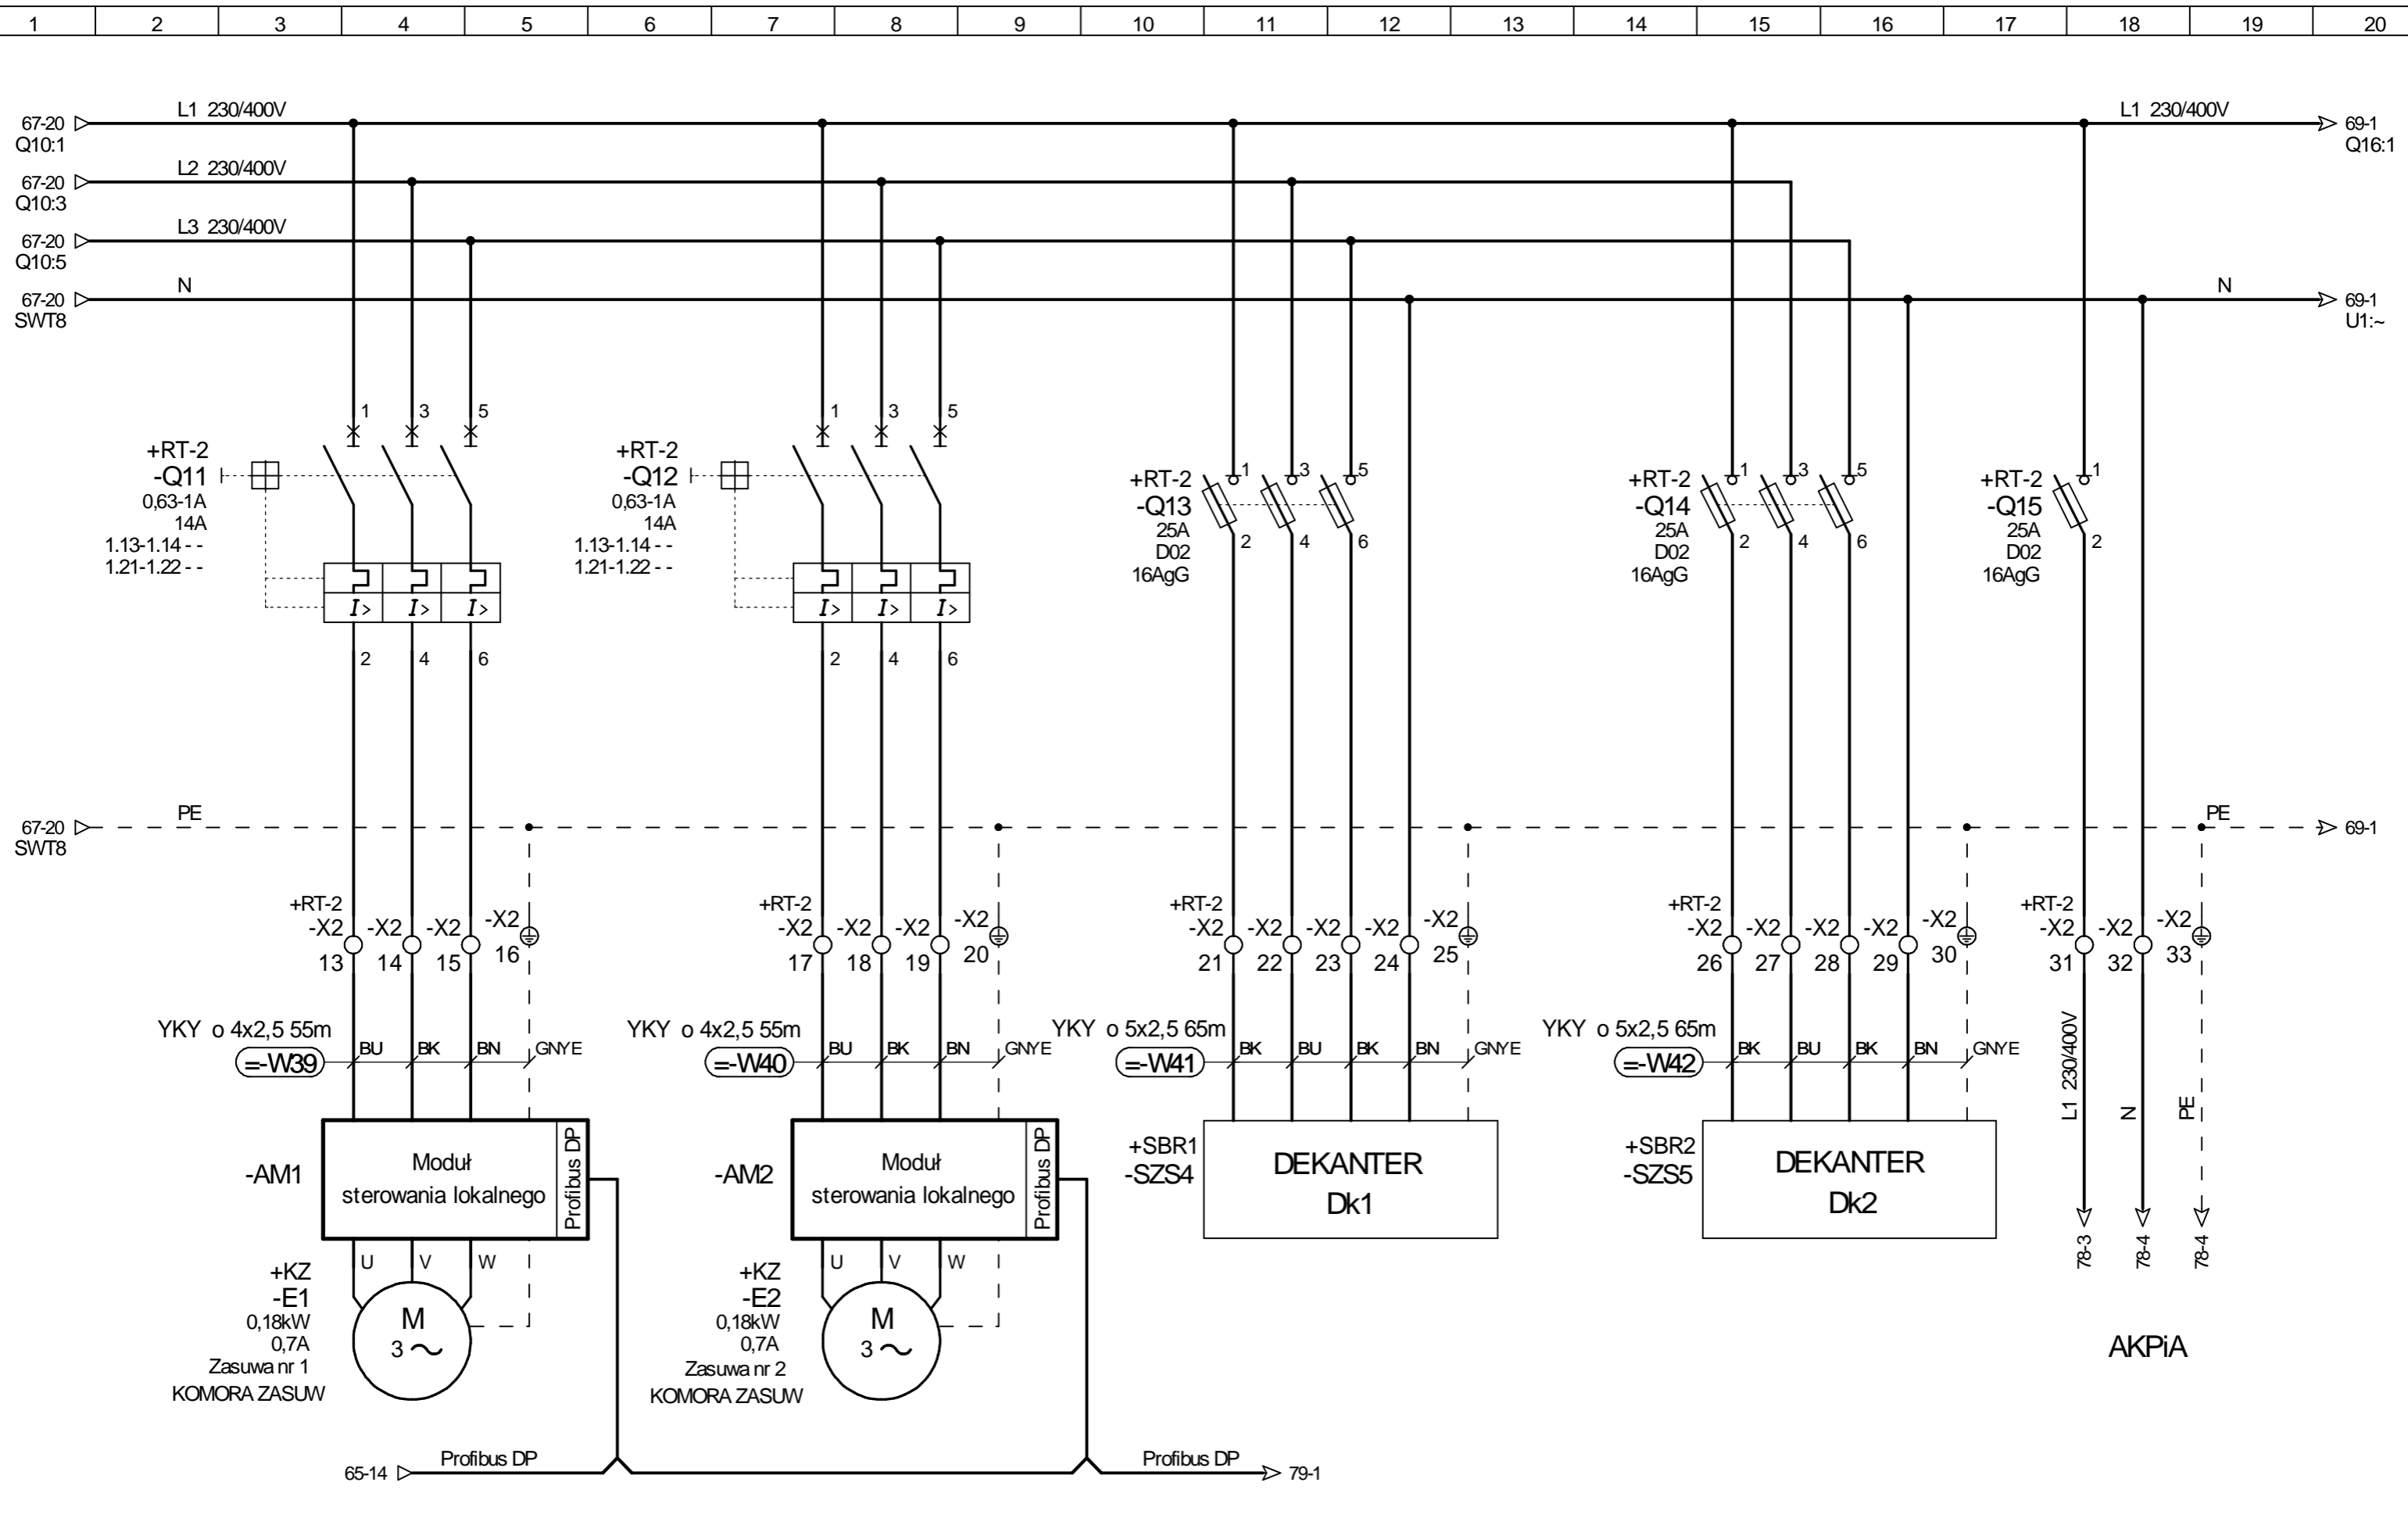 1 2 3 4 5 6 7 8 9 10 11 12 13 14 15 16 17 18 19 20
L1 230/400V
L1 230/400V
67-20
Q10:1
69-1
Q16:1
L2 230/400V
67-20
Q10:3
L3 230/400V
67-20
Q10:5
N
N
67-20
SWT8
69-1
U1:~
1 3 5
+RT-2
-Q11
0,63-1A
14A
1.13-1.14 - -
1.21-1.22 - -
I> I> I>
2 4 6
1 3 5
+RT-2
-Q12
0,63-1A
14A
1.13-1.14 - -
1.21-1.22 - -
I> I> I>
2 4 6
1 3 5
+RT-2
-Q13
25A
D02
16AgG
2 4 6
1 3 5
+RT-2
-Q14
25A
D02
16AgG
2 4 6
1
+RT-2
-Q15
25A
D02
16AgG
2
PE
PE
67-20
SWT8
69-1
+RT-2
-X2 -X2 -X2 -X2
13 14 15 16
+RT-2
-X2 -X2 -X2 -X2
17 18 19 20
+RT-2
-X2 -X2 -X2 -X2 -X2
21 22 23 24 25
+RT-2
-X2 -X2 -X2 -X2 -X2
26 27 28 29 30
+RT-2
-X2 -X2 -X2
31 32 33
YKY o 4x2,5 55m
=-W39
BU BK BN GNYE
YKY o 4x2,5 55m
=-W40
BU BK BN GNYE
YKY o 5x2,5 65m
=-W41
BK BU BK BN GNYE
YKY o 5x2,5 65m
=-W42
BK BU BK BN GNYE
L1 230/400V
N
PE
-AM1
Moduł
sterowania lokalnego
Profibus DP
-AM2
Moduł
sterowania lokalnego
Profibus DP
+SBR1
-SZS4
DEKANTER
Dk1
+SBR2
-SZS5
DEKANTER
Dk2
78-3
78-4
78-4
U V W
+KZ
-E1
0,18kW
0,7A
Zasuwa nr 1
KOMORA ZASUW
M
3 ~
U V W
+KZ
-E2
0,18kW
0,7A
Zasuwa nr 2
KOMORA ZASUW
M
3 ~
AKPiA
65-14
Profibus DP
Profibus DP
79-1